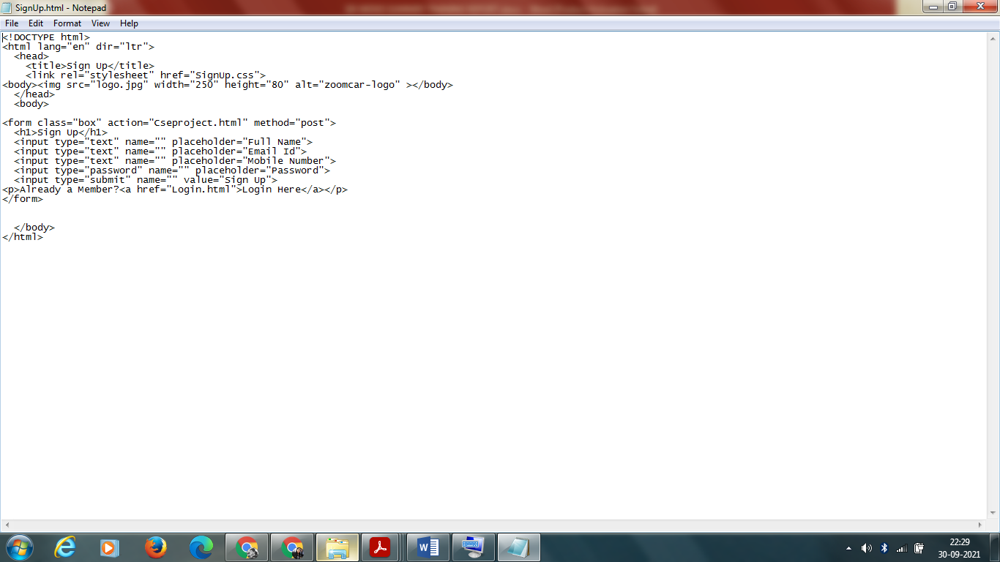 SignUp.html - Notepad
File Edit Format View Help
<!DOCTYPE html>
<html lang="en" dir="ltr">
  <head>
    <title>Sign Up</title>
    <link rel="stylesheet" href="SignUp.css">
<body><img src="logo.jpg" width="250" height="80" alt="zoomcar-logo" ></body>
  </head>
  <body>

<form class="box" action="Cseproject.html" method="post">
  <h1>Sign Up</h1>
  <input type="text" name="" placeholder="Full Name">
  <input type="text" name="" placeholder="Email Id">
  <input type="text" name="" placeholder="Mobile Number">
  <input type="password" name="" placeholder="Password">
  <input type="submit" name="" value="Sign Up">
<p>Already a Member?<a href="Login.html">Login Here</a></p>
</form>


  </body>
</html>
22:29
30-09-2021